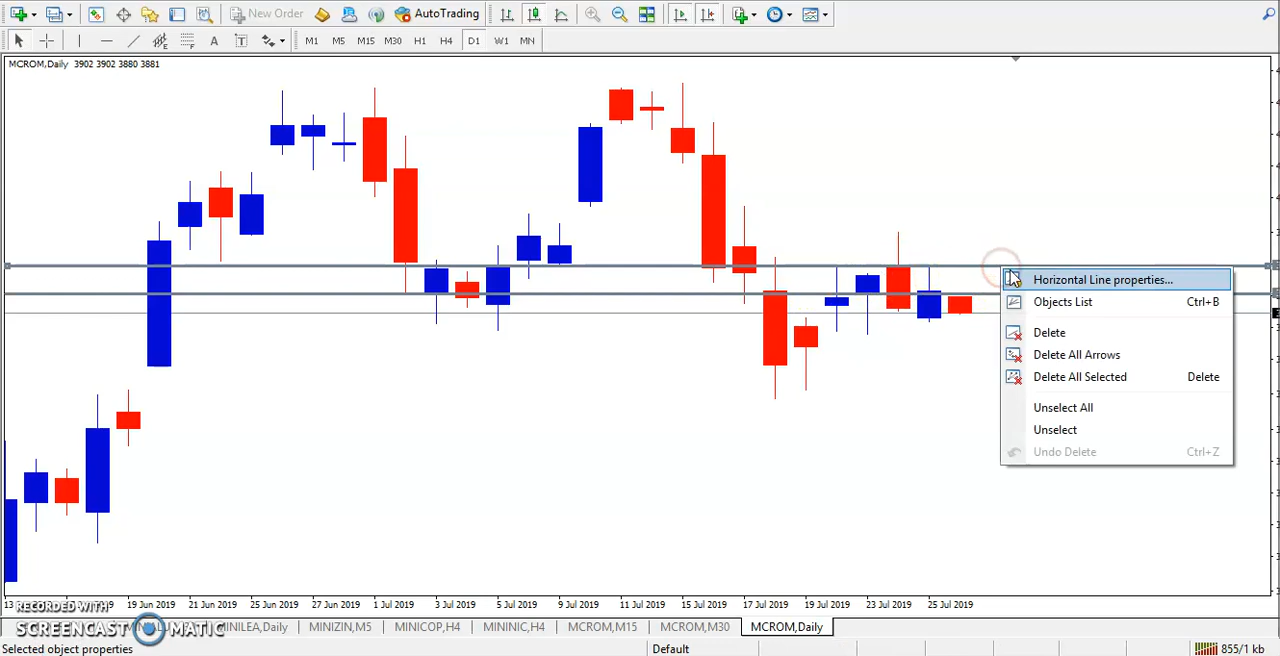 New Order
AutoTrading
A T
M1 M5 M15 M30 H1 H4 D1 W1 MN
MCROM,Daily 3902 3902 3880 3881
Horizontal Line properties...
Objects List Ctrl+B
Delete
Delete All Arrows
Delete All Selected Delete
Unselect All
Unselect
Undo Delete Ctrl+Z
13 19 Jun 2019 21 Jun 2019 25 Jun 2019 27 Jun 2019 1 Jul 2019 3 Jul 2019 5 Jul 2019 9 Jul 2019 11 Jul 2019 15 Jul 2019 17 Jul 2019 19 Jul 2019 23 Jul 2019 25 Jul 2019
RECORDED WITH
SCREENCAST MATIC
MINILEA,Daily MINIZIN,M5 MINICOP,H4 MININIC,H4 MCROM,M15 MCROM,M30 MCROM,Daily
Selected object properties Default 855/1 kb